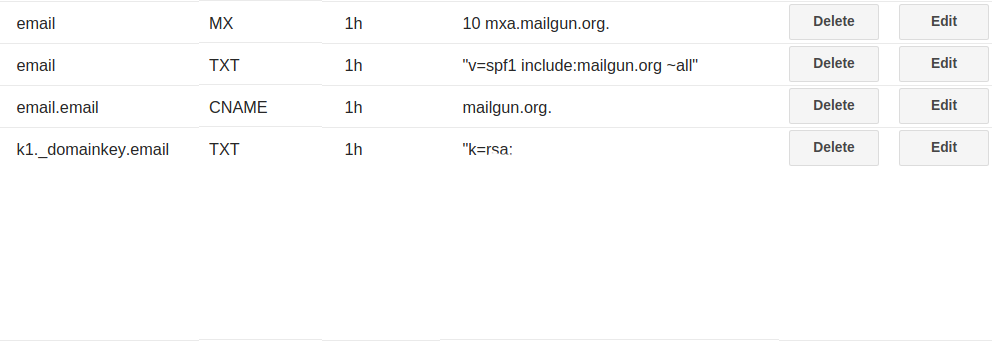 email MX 1h 10 mxa.mailgun.org. Delete Edit
email TXT 1h "v=spf1 include:mailgun.org ~all" Delete Edit
email.email CNAME 1h mailgun.org. Delete Edit
k1._domainkey.email TXT 1h "k=rsa; Delete Edit